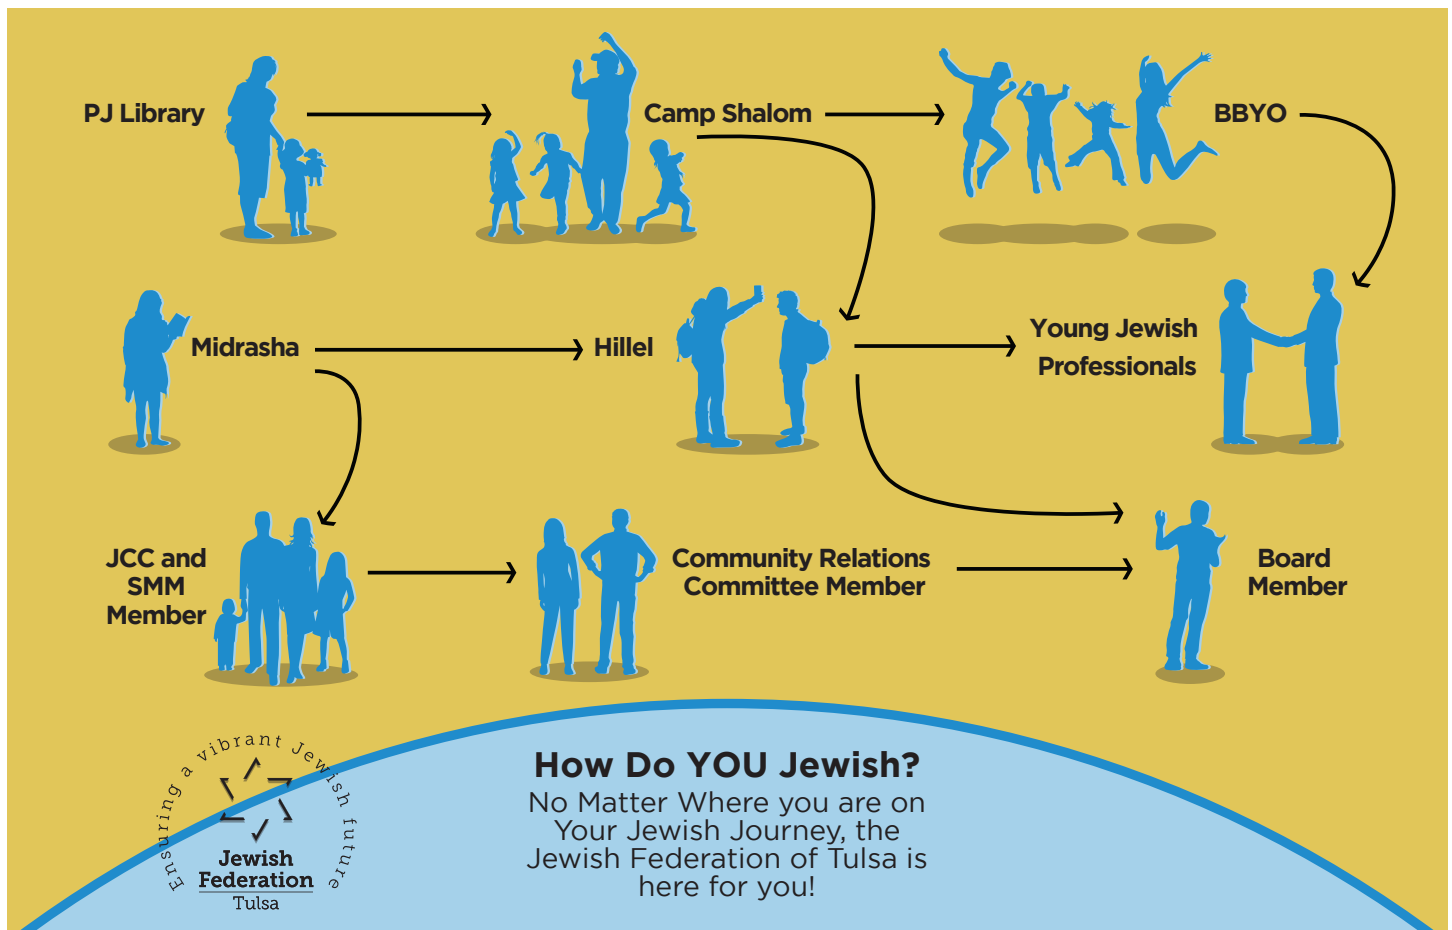 PJ Library
Camp Shalom
BBYO
Midrasha
Hillel
Young Jewish
Professionals
JCC and
SMM
Member
Community Relations
Committee Member
Board
Member
Ensuring a vibrant Jewish future
Jewish
Federation
Tulsa
How Do YOU Jewish?
No Matter Where you are on
Your Jewish Journey, the
Jewish Federation of Tulsa is
here for you!